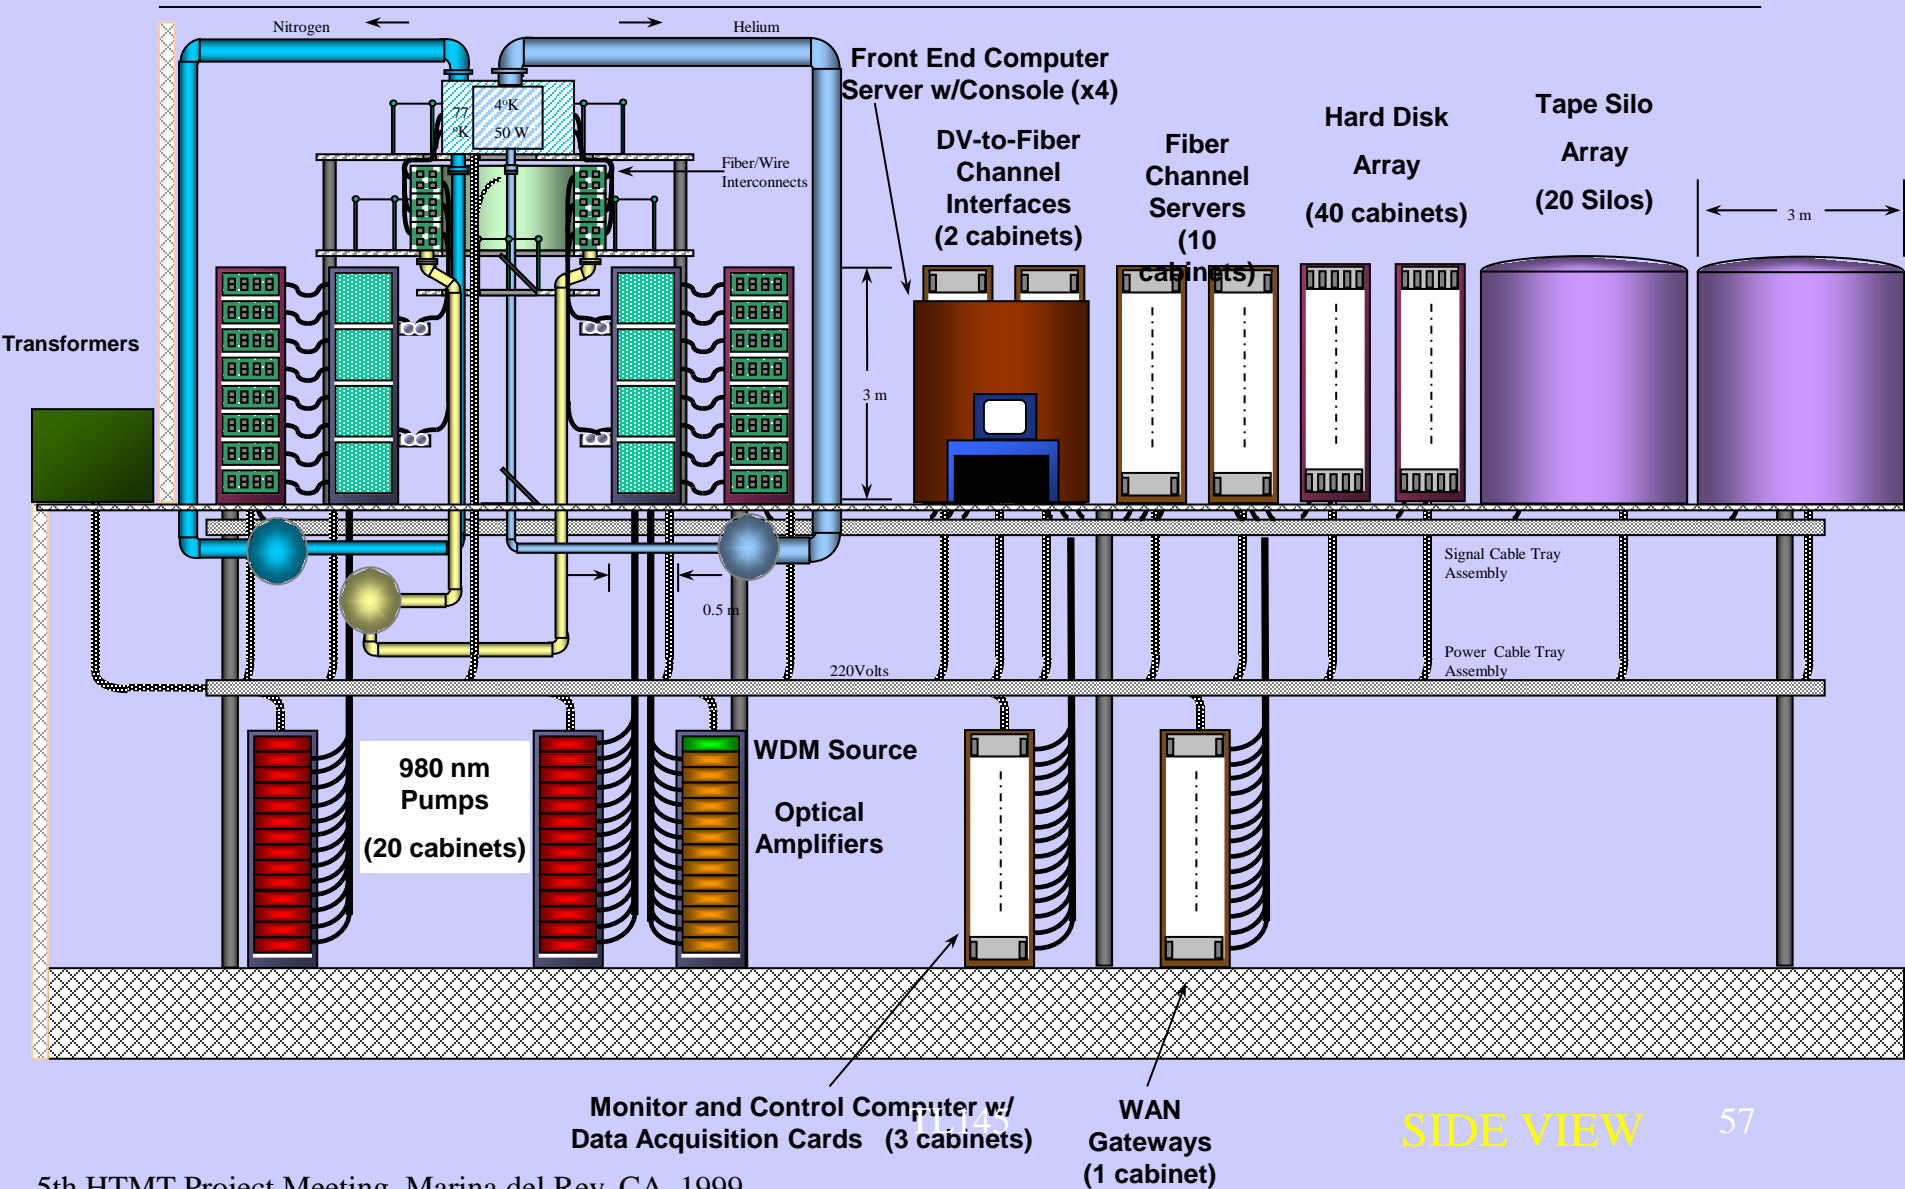 Nitrogen
Helium
Front End Computer
Server w/Console (x4)
77
°K
4°K
50 W
Fiber/Wire
Interconnects
DV-to-Fiber
Channel
Interfaces
(2 cabinets)
Fiber
Channel
Servers
(10
cabinets)
Hard Disk
Array
(40 cabinets)
Tape Silo
Array
(20 Silos)
3 m
Transformers
3 m
Signal Cable Tray
Assembly
0.5 m
220Volts
Power Cable Tray
Assembly
980 nm
Pumps
(20 cabinets)
WDM Source
Optical
Amplifiers
Monitor and Control Computer w/
Data Acquisition Cards (3 cabinets)
TL145
WAN
Gateways
(1 cabinet)
SIDE VIEW
57
5th HTMT Project Meeting, Marina del Rey, CA, 1999